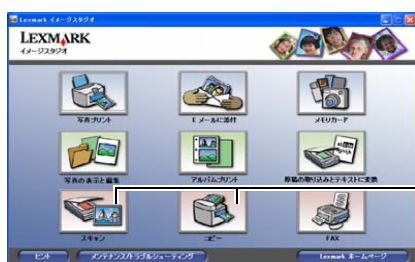 Lexmark イメージスタジオ
LEXMARK
イメージスタジオ
写真プリント
E メールに添付
メモリカード
写真の表示と編集
アルバムプリント
原稿の取り込みとテキストに変換
スキャン
コピー
FAX
ヒント
メンテナンス/トラブルシューティング
Lexmark ホームページ